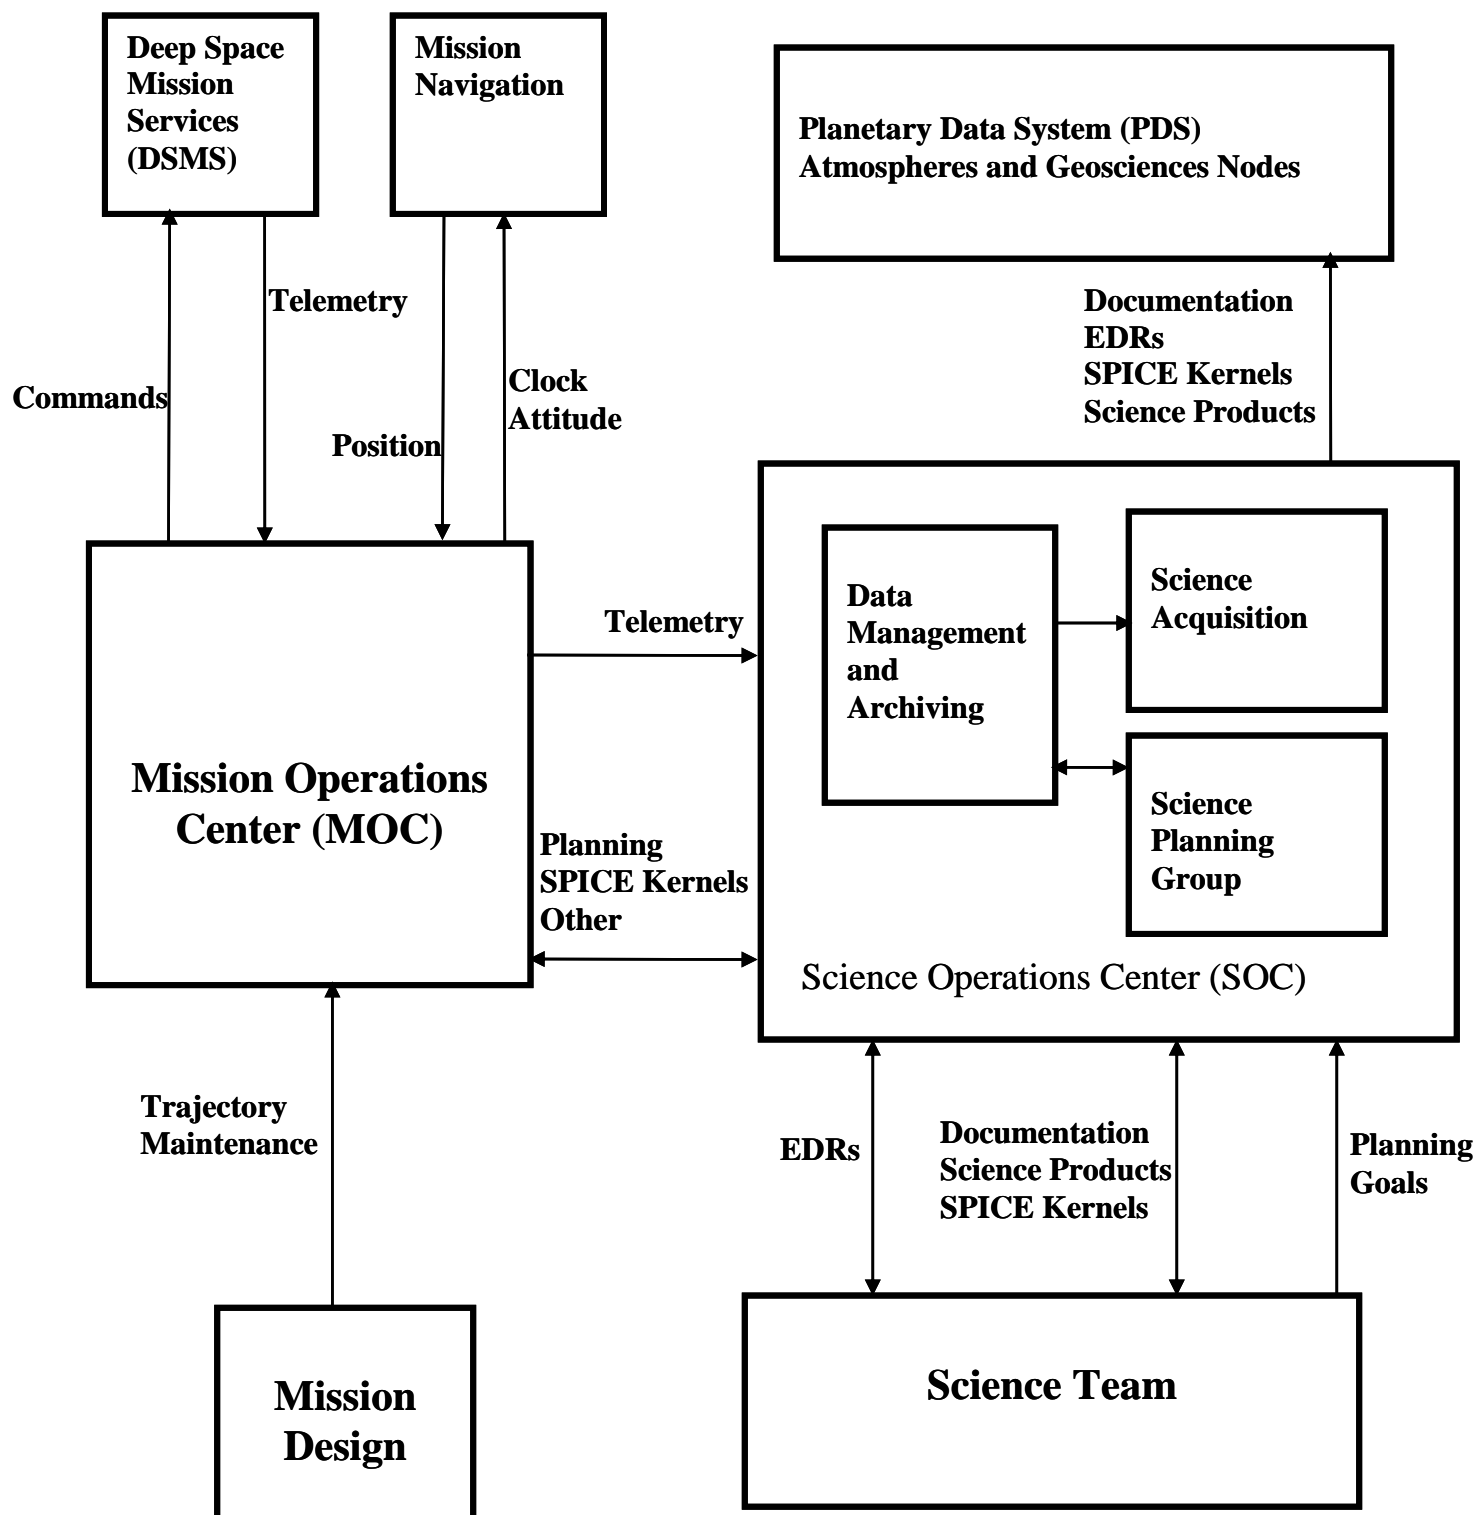 Deep Space
Mission
Services
(DSMS)
Mission
Navigation
Planetary Data System (PDS)
Atmospheres and Geosciences Nodes
Telemetry
Commands
Clock
Attitude
Position
Documentation
EDRs
SPICE Kernels
Science Products
Mission Operations
Center (MOC)
Telemetry
Planning
SPICE Kernels
Other
Data
Management
and
Archiving
Science
Acquisition
Science
Planning
Group
Science Operations Center (SOC)
Trajectory
Maintenance
EDRs
Documentation
Science Products
SPICE Kernels
Planning
Goals
Mission
Design
Science Team